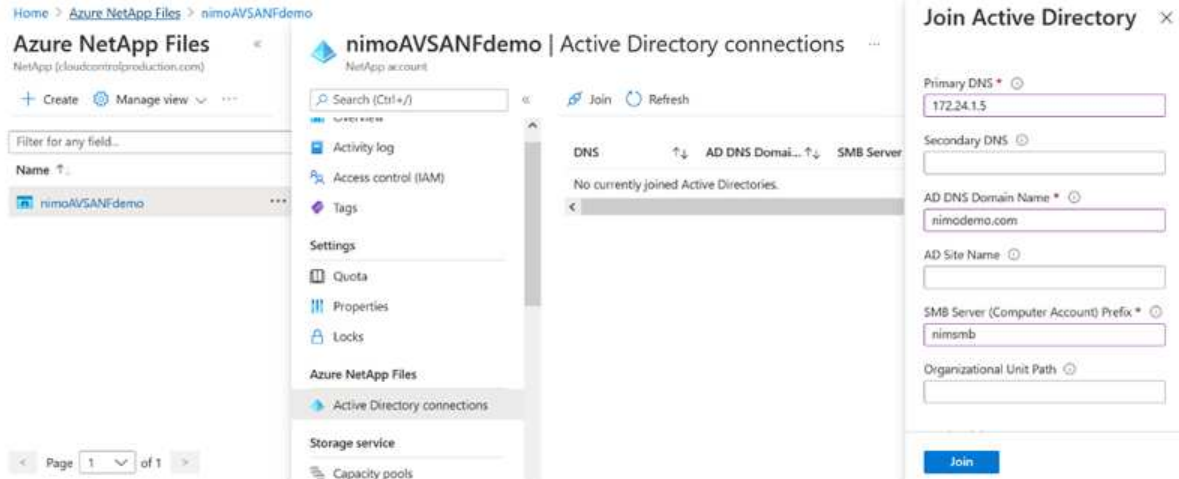 Home > Azure NetApp Files > nimoAVSANFdemo
Azure NetApp Files «
NetApp (cloudcontrolproduction.com)
+ Create Manage view ...
Filter for any field...
Name ↑
nimoAVSANFdemo ...
< Page 1 of 1 >
nimoAVSANFdemo | Active Directory connections ...
NetApp account
Search (Ctrl+/) «
Overview
Activity log
Access control (IAM)
Tags
Settings
Quota
Properties
Locks
Azure NetApp Files
Active Directory connections
Storage service
Capacity pools
Join Refresh
DNS ↑↓ AD DNS Domai... ↑↓ SMB Server
No currently joined Active Directories.
Join Active Directory ×
Primary DNS *
172.24.1.5
Secondary DNS
AD DNS Domain Name *
nimodemo.com
AD Site Name
SMB Server (Computer Account) Prefix *
nimsmb
Organizational Unit Path
Join